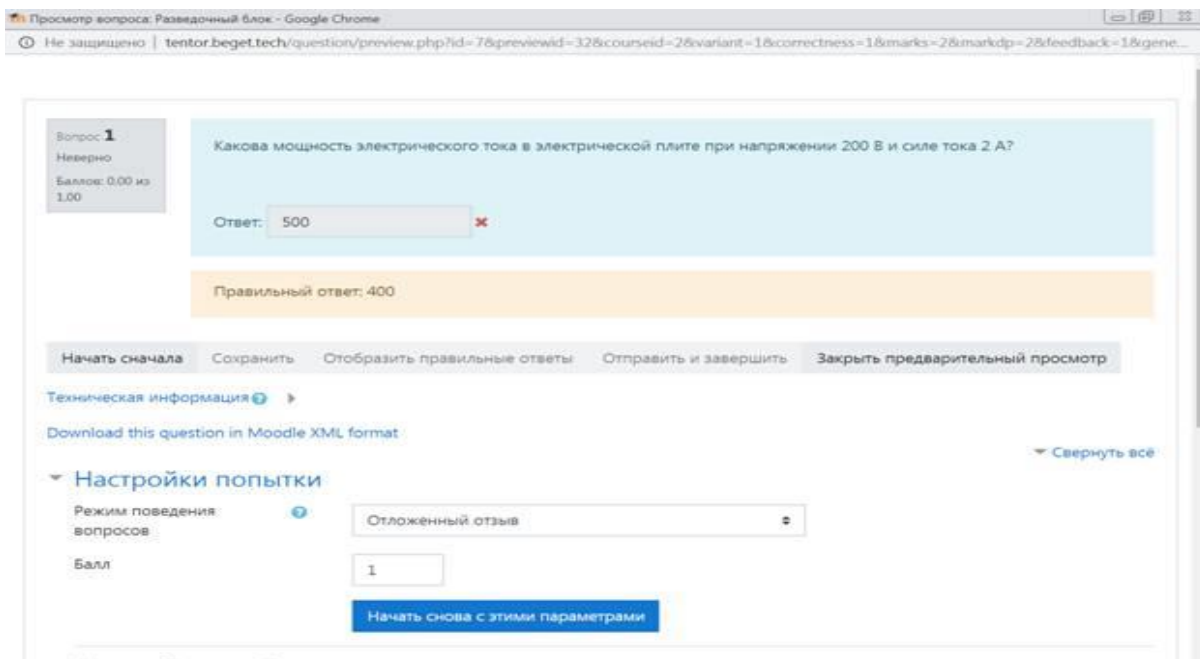 Просмотр вопроса: Разведочный блок - Google Chrome
Не защищено | tentor.beget.tech/question/preview.php?id=7&previewid=32&courseid=2&variant=1&correctness=1&marks=2&markdp=2&feedback=1&gene...
Вопрос 1
Неверно
Баллов: 0.00 из
1.00
Какова мощность электрического тока в электрической плите при напряжении 200 В и силе тока 2 А?
Ответ: 500
Правильный ответ: 400
Начать сначала Сохранить Отобразить правильные ответы Отправить и завершить Закрыть предварительный просмотр
Техническая информация
Download this question in Moodle XML format
Свернуть всё
Настройки попытки
Режим поведения
вопросов
Отложенный отзыв
Балл
1
Начать снова с этими параметрами